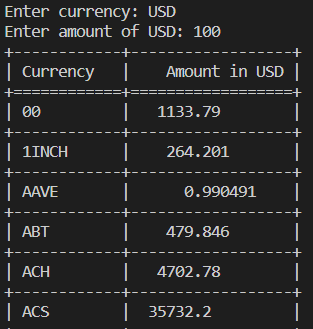 Enter currency: USD
Enter amount of USD: 100
+------------+------------------+
| Currency   |    Amount in USD |
+============+==================+
| 00         |   1133.79        |
+------------+------------------+
| 1INCH      |    264.201       |
+------------+------------------+
| AAVE       |      0.990491    |
+------------+------------------+
| ABT        |    479.846       |
+------------+------------------+
| ACH        |   4702.78        |
+------------+------------------+
| ACS        |  35732.2         |
+------------+------------------+